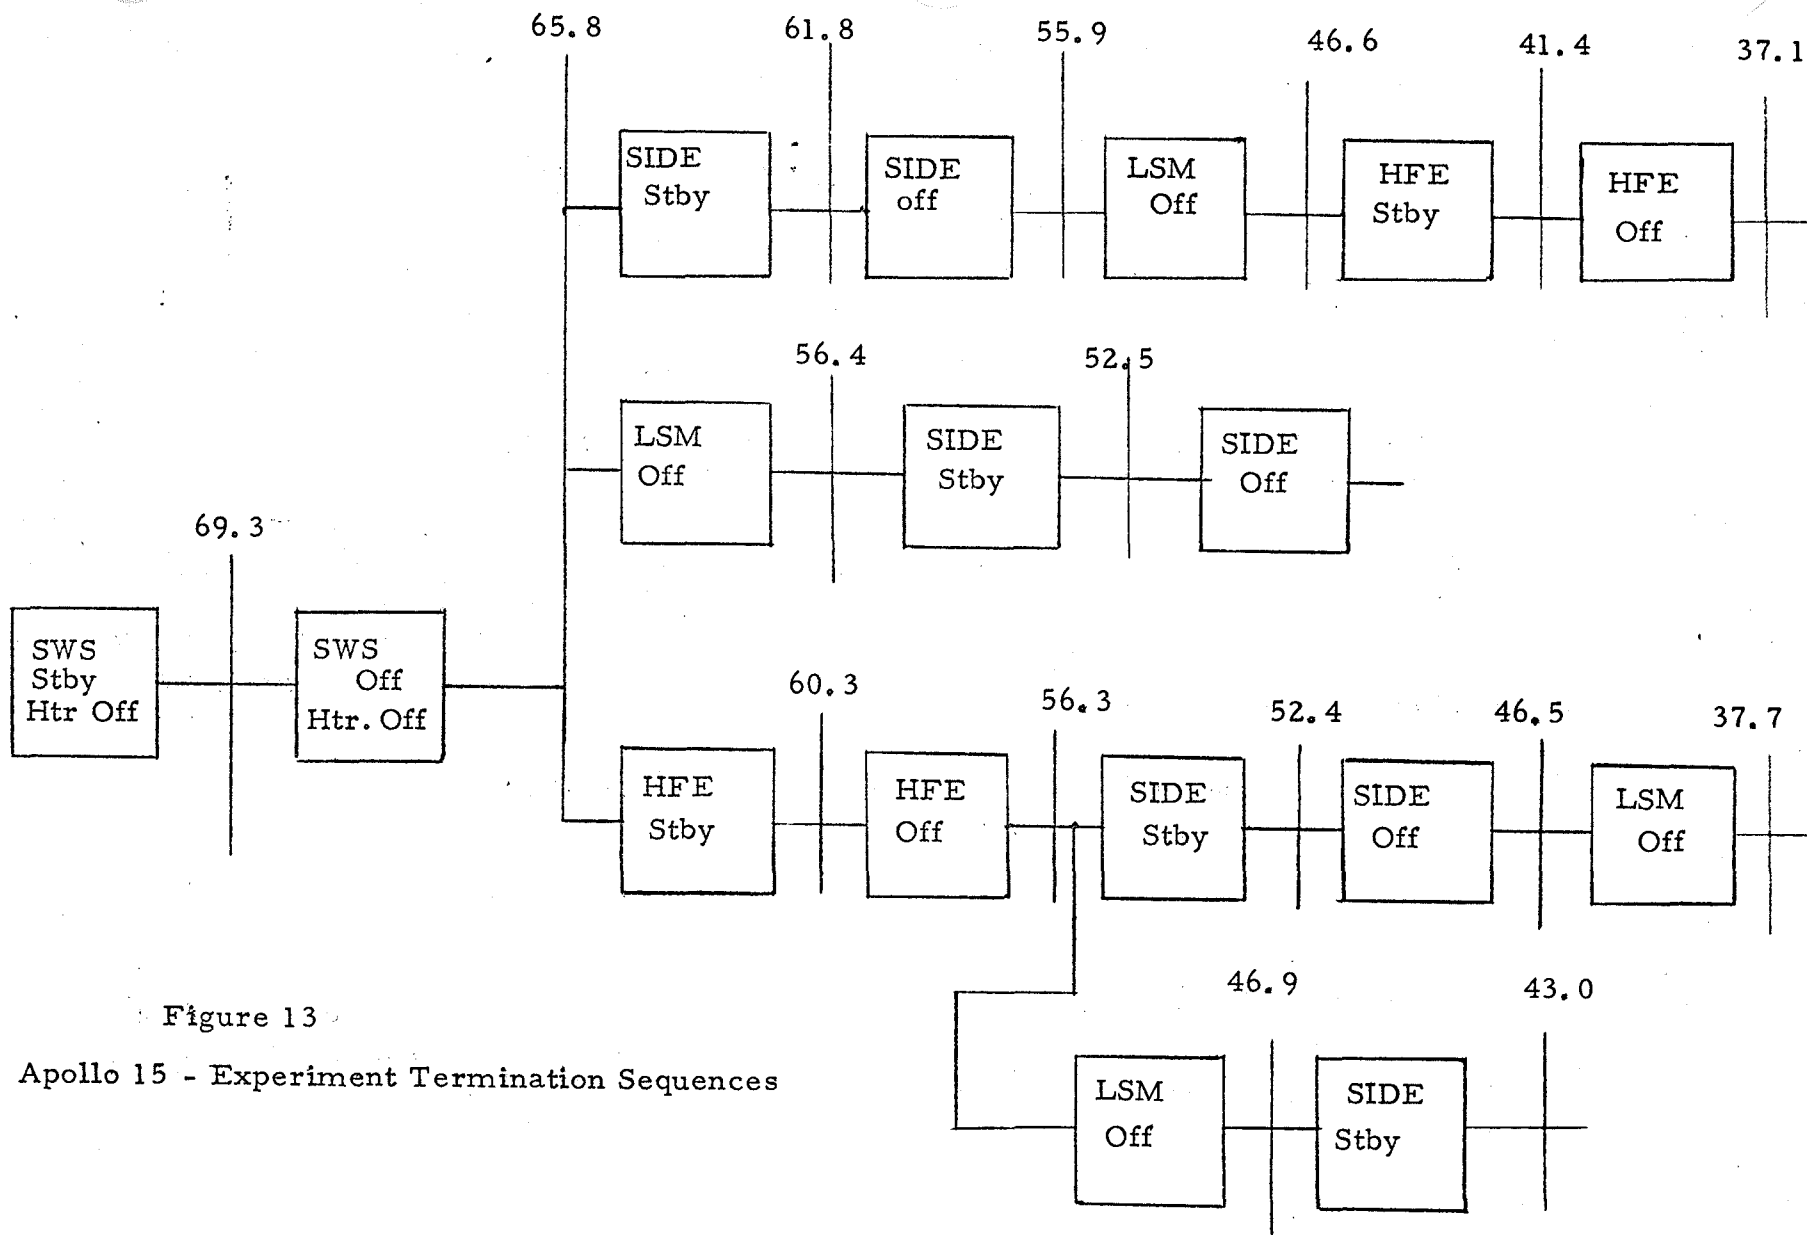 65.8
61.8
55.9
46.6
41.4
37.1
SIDE
Stby
SIDE
off
LSM
Off
HFE
Stby
HFE
Off
56.4
52.5
LSM
Off
SIDE
Stby
SIDE
Off
69.3
SWS
Stby
Htr Off
SWS
Off
Htr. Off
60.3
56.3
52.4
46.5
37.7
HFE
Stby
HFE
Off
SIDE
Stby
SIDE
Off
LSM
Off
46.9
43.0
LSM
Off
SIDE
Stby
Figure 13
Apollo 15 - Experiment Termination Sequences